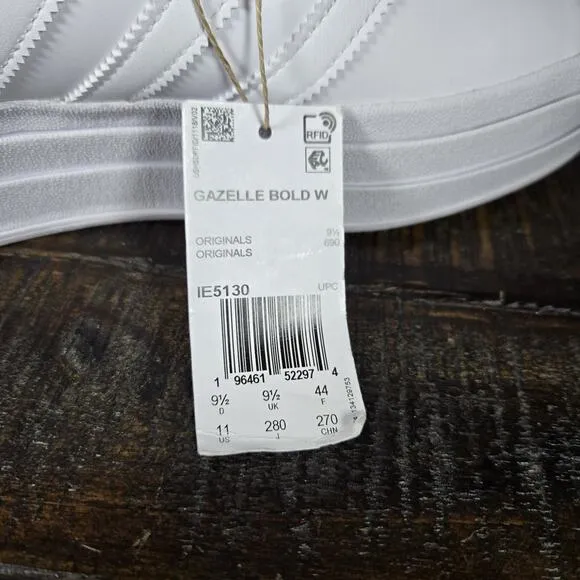 RFID
GAZELLE BOLD W
ORIGINALS 9½
ORIGINALS 690
IE5130 UPC
1 96461 52297 4
9½ 9½ 44
D UK F
11 280 270
US J CHN